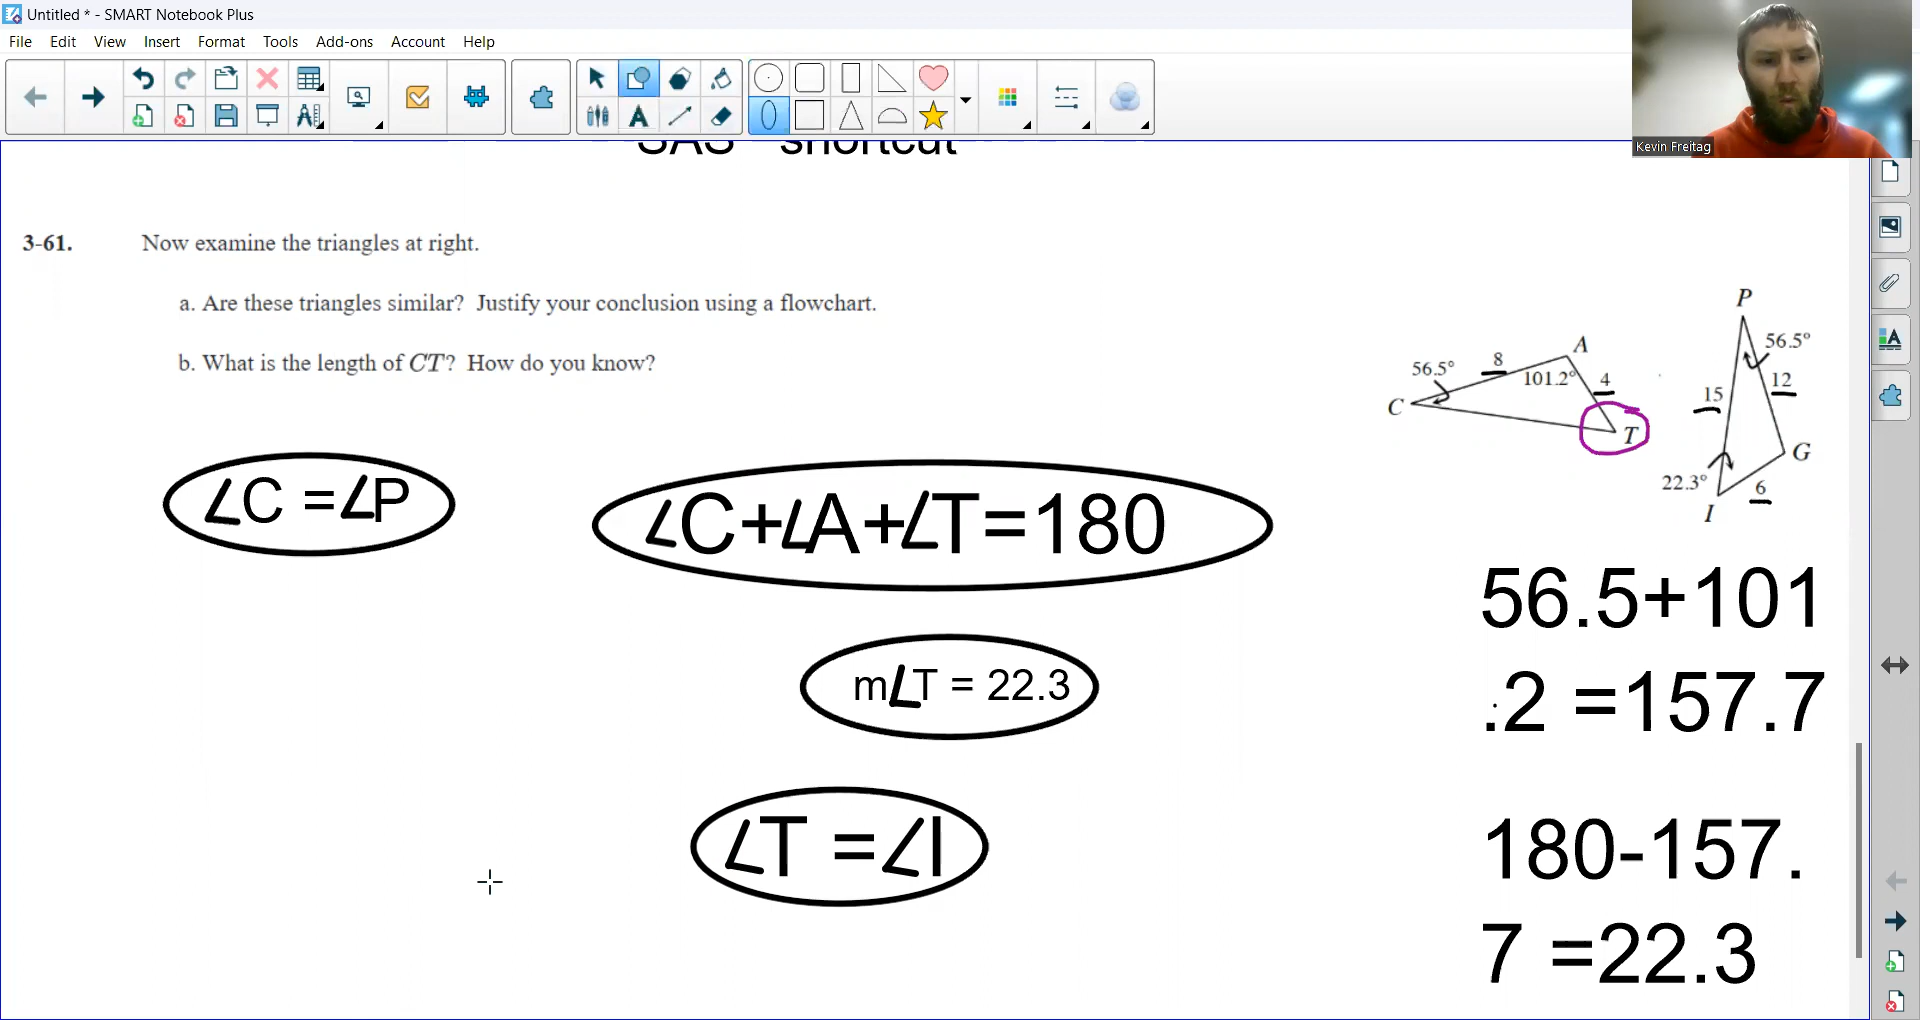 Untitled * - SMART Notebook Plus
File Edit View Insert Format Tools Add-ons Account Help
Kevin Freitag
SAS shortcut
3-61. Now examine the triangles at right.
a. Are these triangles similar? Justify your conclusion using a flowchart.
b. What is the length of CT? How do you know?
C
56.5°
8
A
101.2°
4
T
P
56.5°
15
12
G
22.3°
6
I
∠C =∠P
∠C+∠A+∠T=180
m∠T = 22.3
∠T =∠I
56.5+101
.2 =157.7
180-157.
7 =22.3